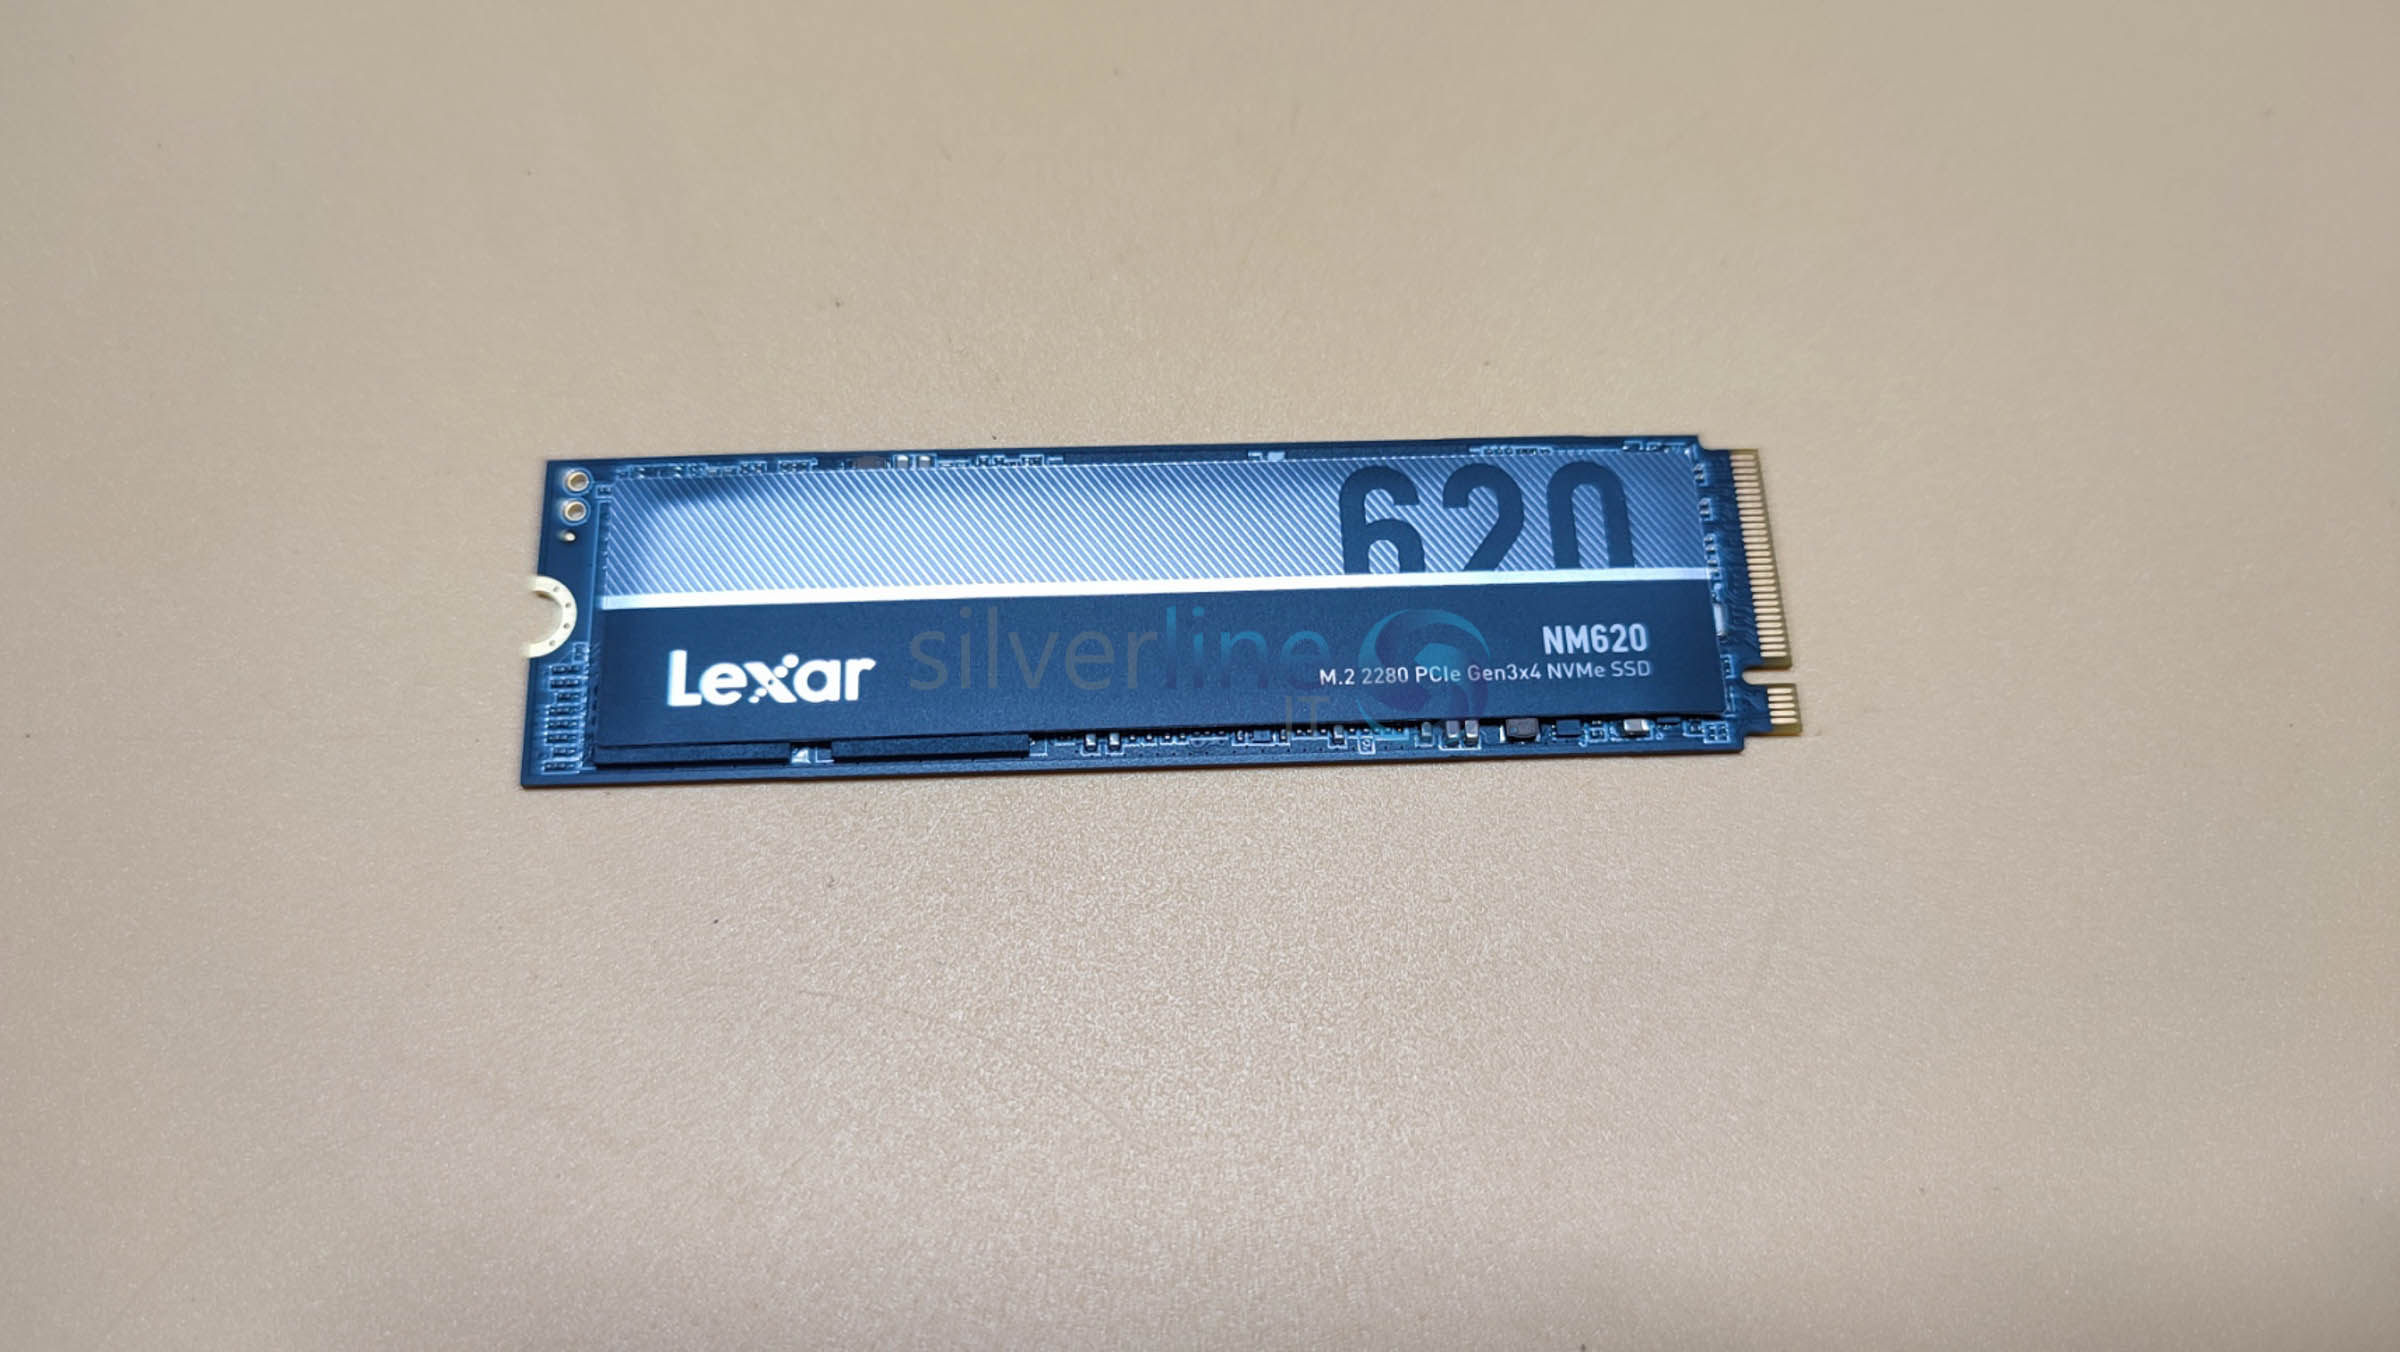 620
Lexar
silverline
IT
NM620
M.2 2280 PCIe Gen3x4 NVMe SSD